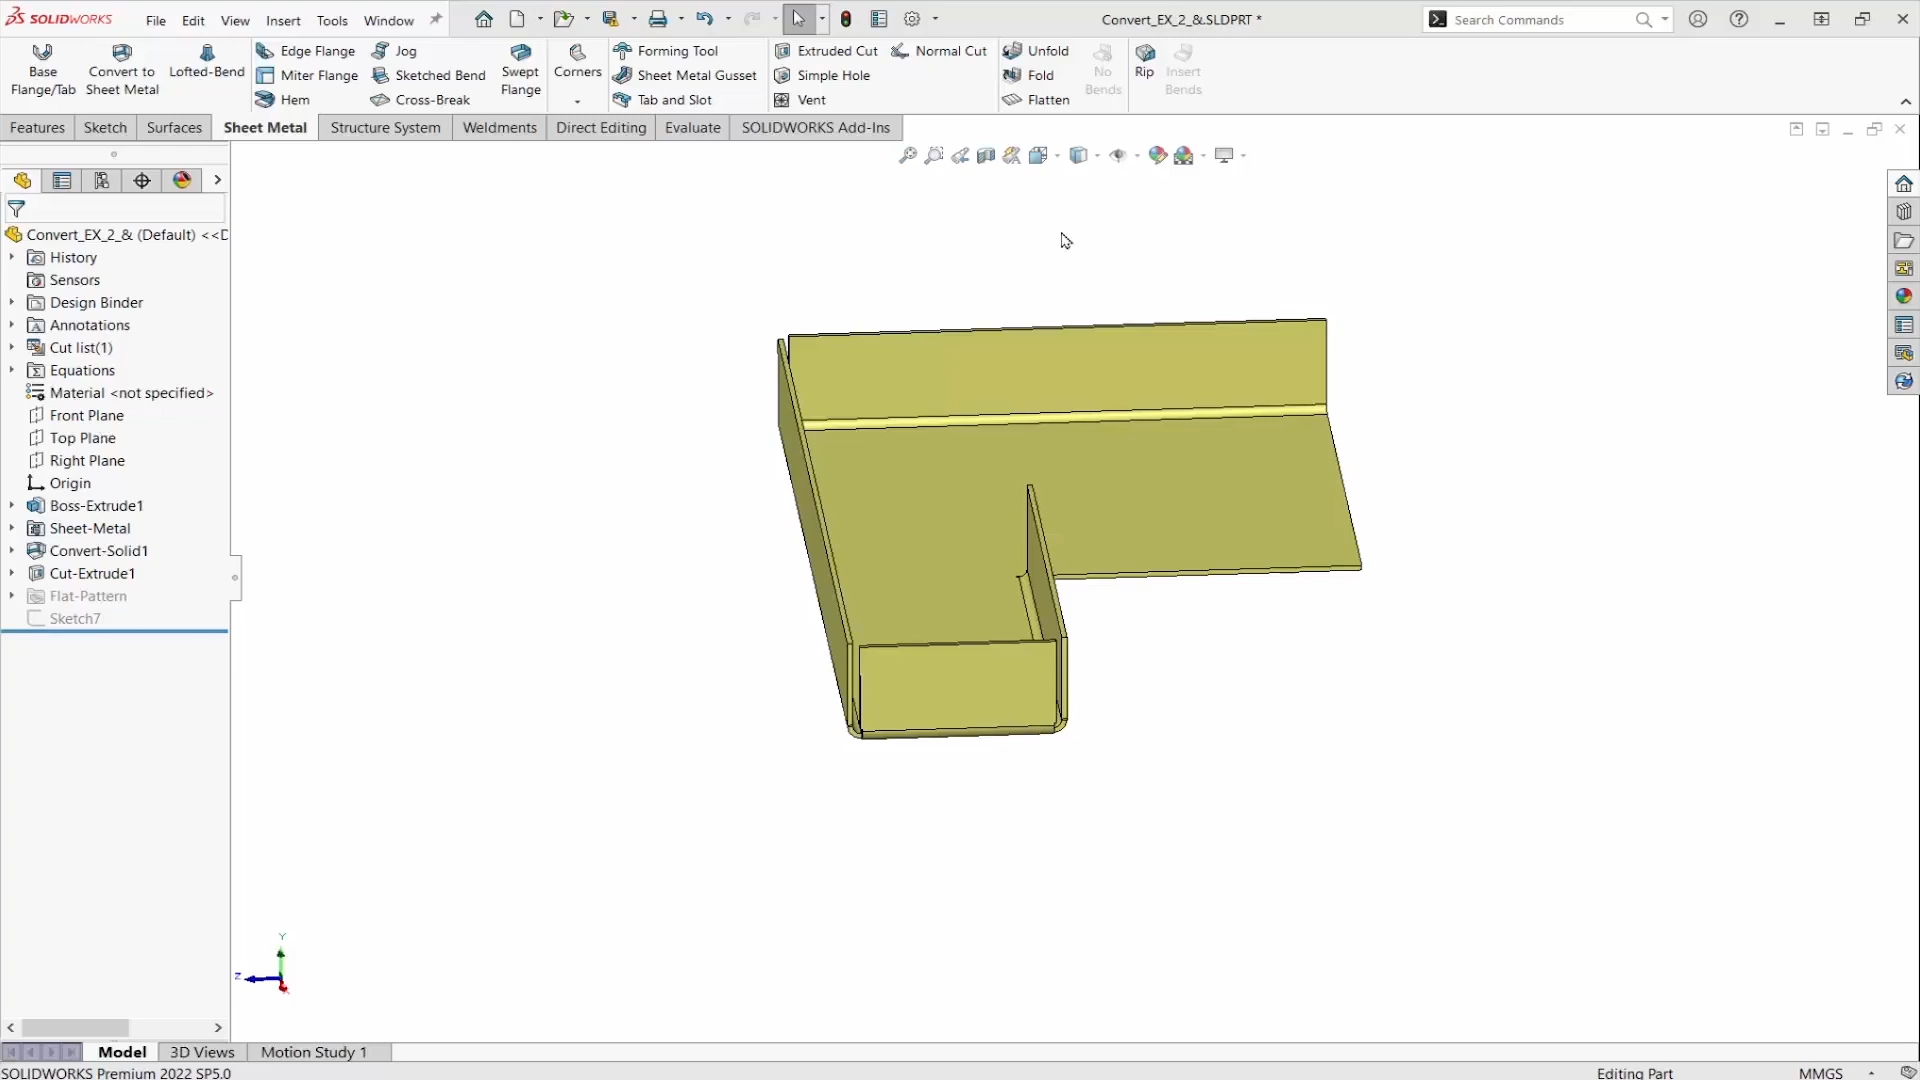 SOLIDWORKS File Edit View Insert Tools Window Convert_EX_2_&.SLDPRT * Search Commands
Base Flange/Tab
Convert to Sheet Metal
Lofted-Bend
Edge Flange
Miter Flange
Hem
Jog
Sketched Bend
Cross-Break
Swept Flange
Corners
Forming Tool
Sheet Metal Gusset
Tab and Slot
Extruded Cut
Simple Hole
Vent
Normal Cut
Unfold
Fold
Flatten
No Bends
Rip
Insert Bends
Features Sketch Surfaces Sheet Metal Structure System Weldments Direct Editing Evaluate SOLIDWORKS Add-Ins
Convert_EX_2_& (Default) <<D
History
Sensors
Design Binder
Annotations
Cut list(1)
Equations
Material <not specified>
Front Plane
Top Plane
Right Plane
Origin
Boss-Extrude1
Sheet-Metal
Convert-Solid1
Cut-Extrude1
Flat-Pattern
Sketch7
Y
Z
Model 3D Views Motion Study 1
SOLIDWORKS Premium 2022 SP5.0 Editing Part MMGS